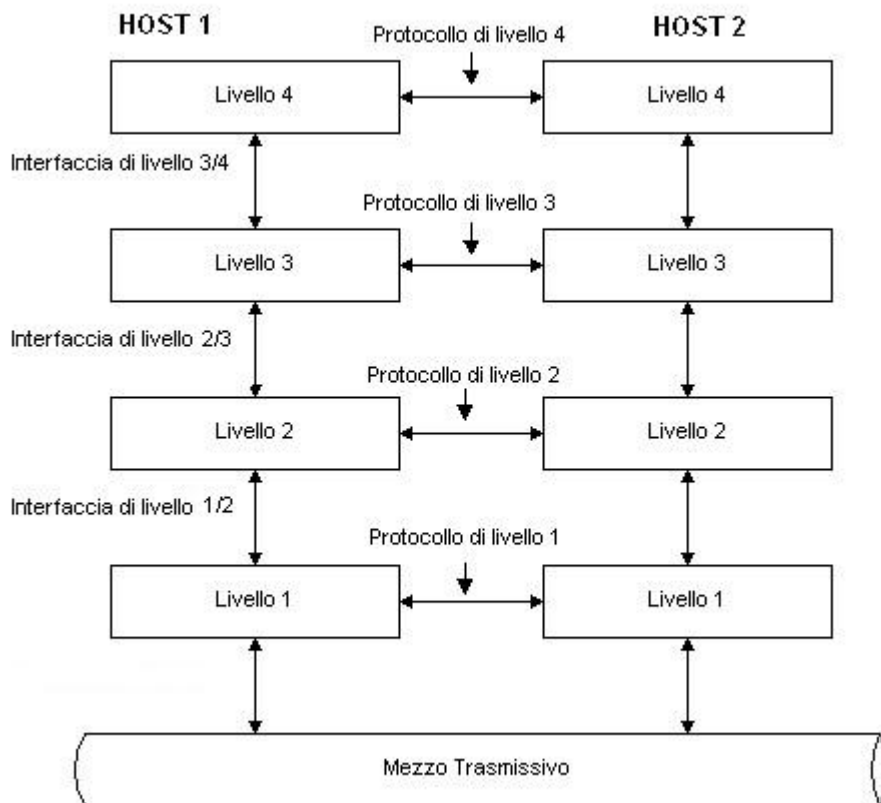 HOST 1
Protocollo di livello 4
HOST 2
Livello 4
Livello 4
Interfaccia di livello 3/4
Protocollo di livello 3
Livello 3
Livello 3
Interfaccia di livello 2/3
Protocollo di livello 2
Livello 2
Livello 2
Interfaccia di livello 1/2
Protocollo di livello 1
Livello 1
Livello 1
Mezzo Trasmissivo